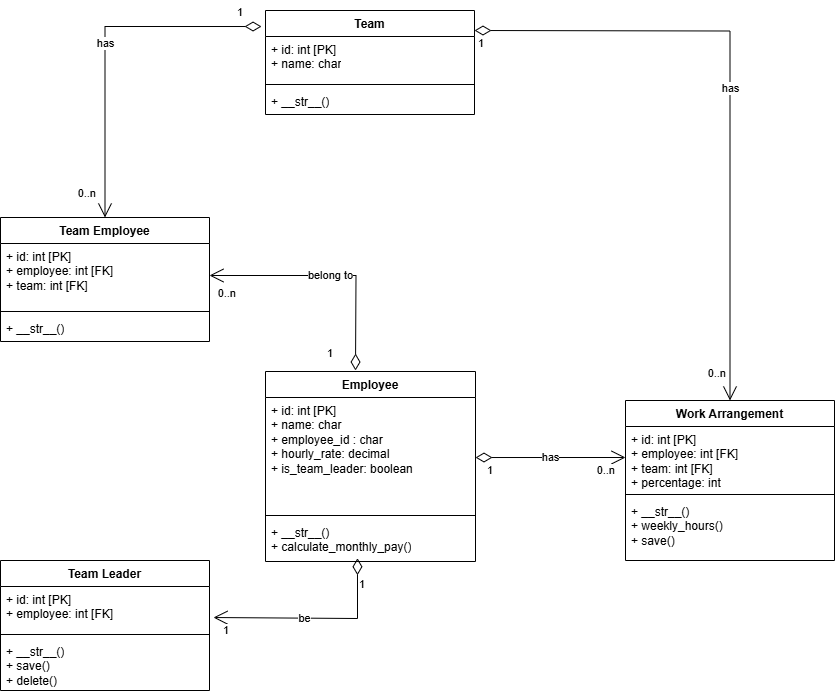 1
Team
+ id: int [PK]
+ name: char
+ __str__()
1
has
has
0..n
Team Employee
+ id: int [PK]
+ employee: int [FK]
+ team: int [FK]
+ __str__()
belong to
0..n
1
Employee
+ id: int [PK]
+ name: char
+ employee_id : char
+ hourly_rate: decimal
+ is_team_leader: boolean
+ __str__()
+ calculate_monthly_pay()
1
has
0..n
0..n
Work Arrangement
+ id: int [PK]
+ employee: int [FK]
+ team: int [FK]
+ percentage: int
+ __str__()
+ weekly_hours()
+ save()
1
be
1
Team Leader
+ id: int [PK]
+ employee: int [FK]
+ __str__()
+ save()
+ delete()